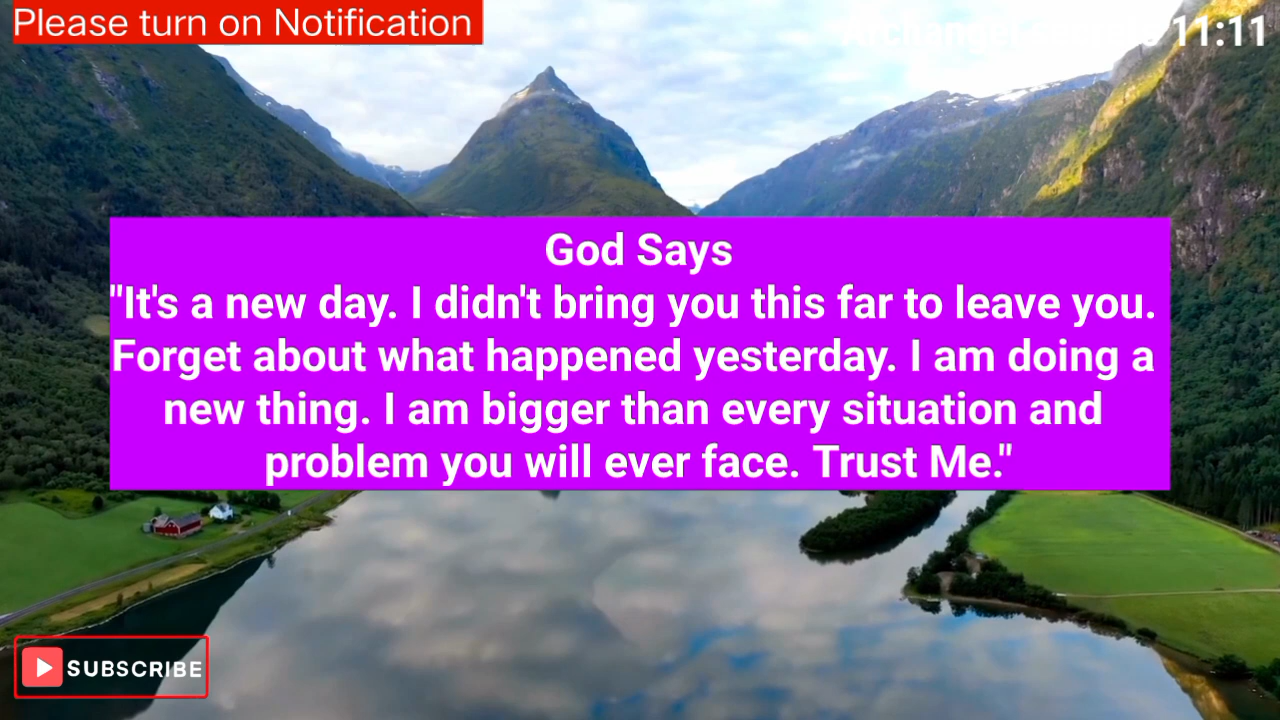 Please turn on Notification
11:11
God Says
"It's a new day. I didn't bring you this far to leave you.
Forget about what happened yesterday. I am doing a
new thing. I am bigger than every situation and
problem you will ever face. Trust Me."
SUBSCRIBE